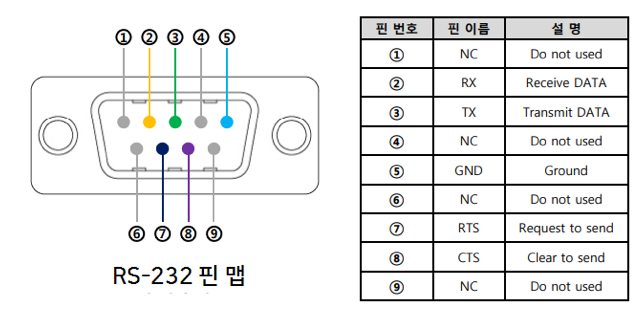 ① ② ③ ④ ⑤
⑥ ⑦ ⑧ ⑨
RS-232 핀 맵
핀 번호 핀 이름 설 명
① NC Do not used
② RX Receive DATA
③ TX Transmit DATA
④ NC Do not used
⑤ GND Ground
⑥ NC Do not used
⑦ RTS Request to send
⑧ CTS Clear to send
⑨ NC Do not used